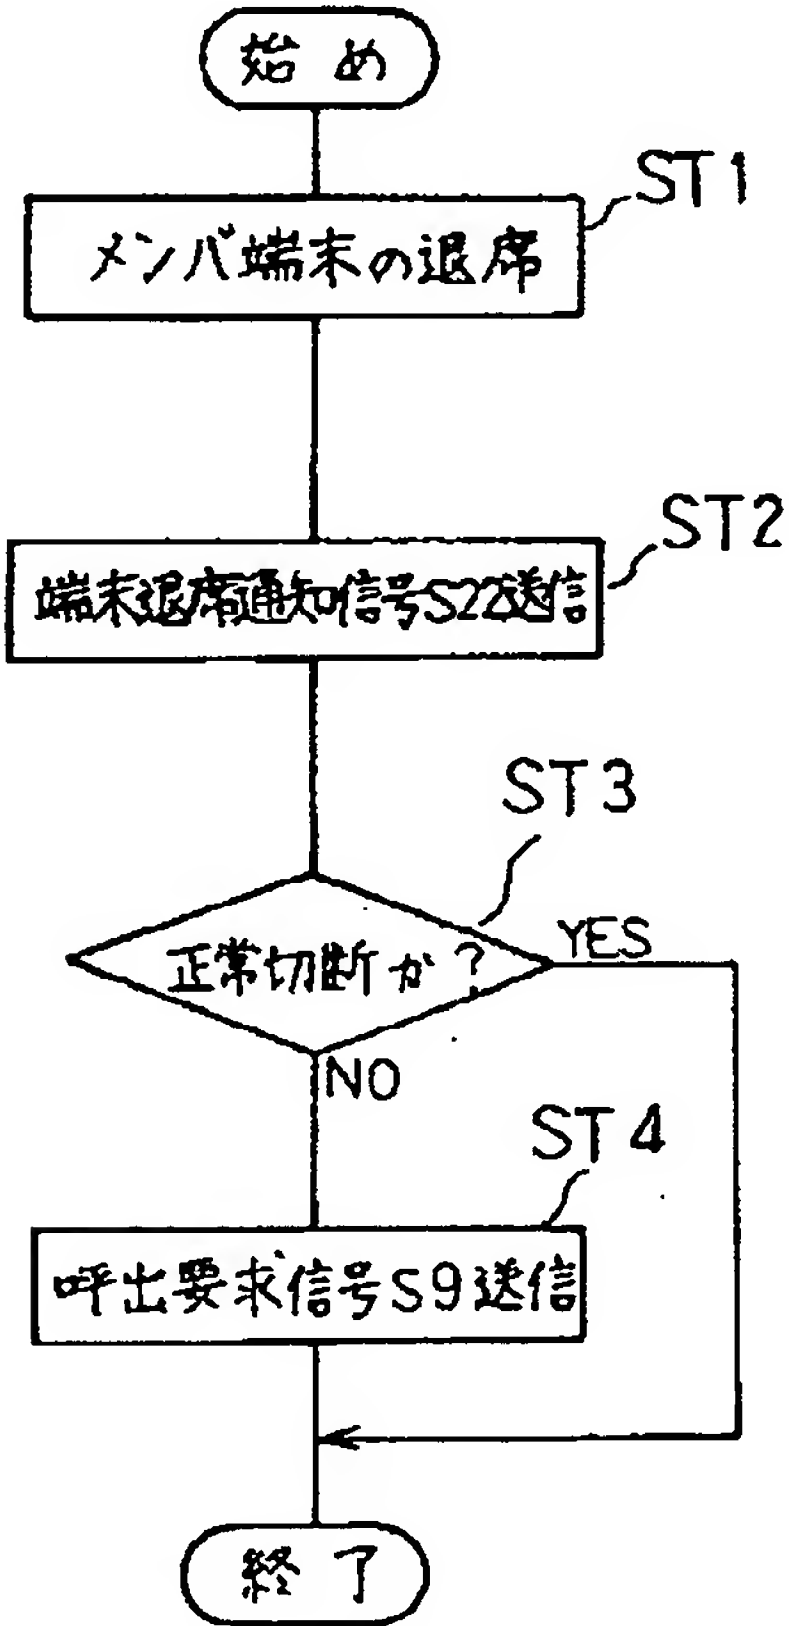 始め
ST1
メンバ端末の退席
ST2
端末退席通知信号S22送信
ST3
正常切断か?
YES
NO
ST4
呼出要求信号S9送信
終了